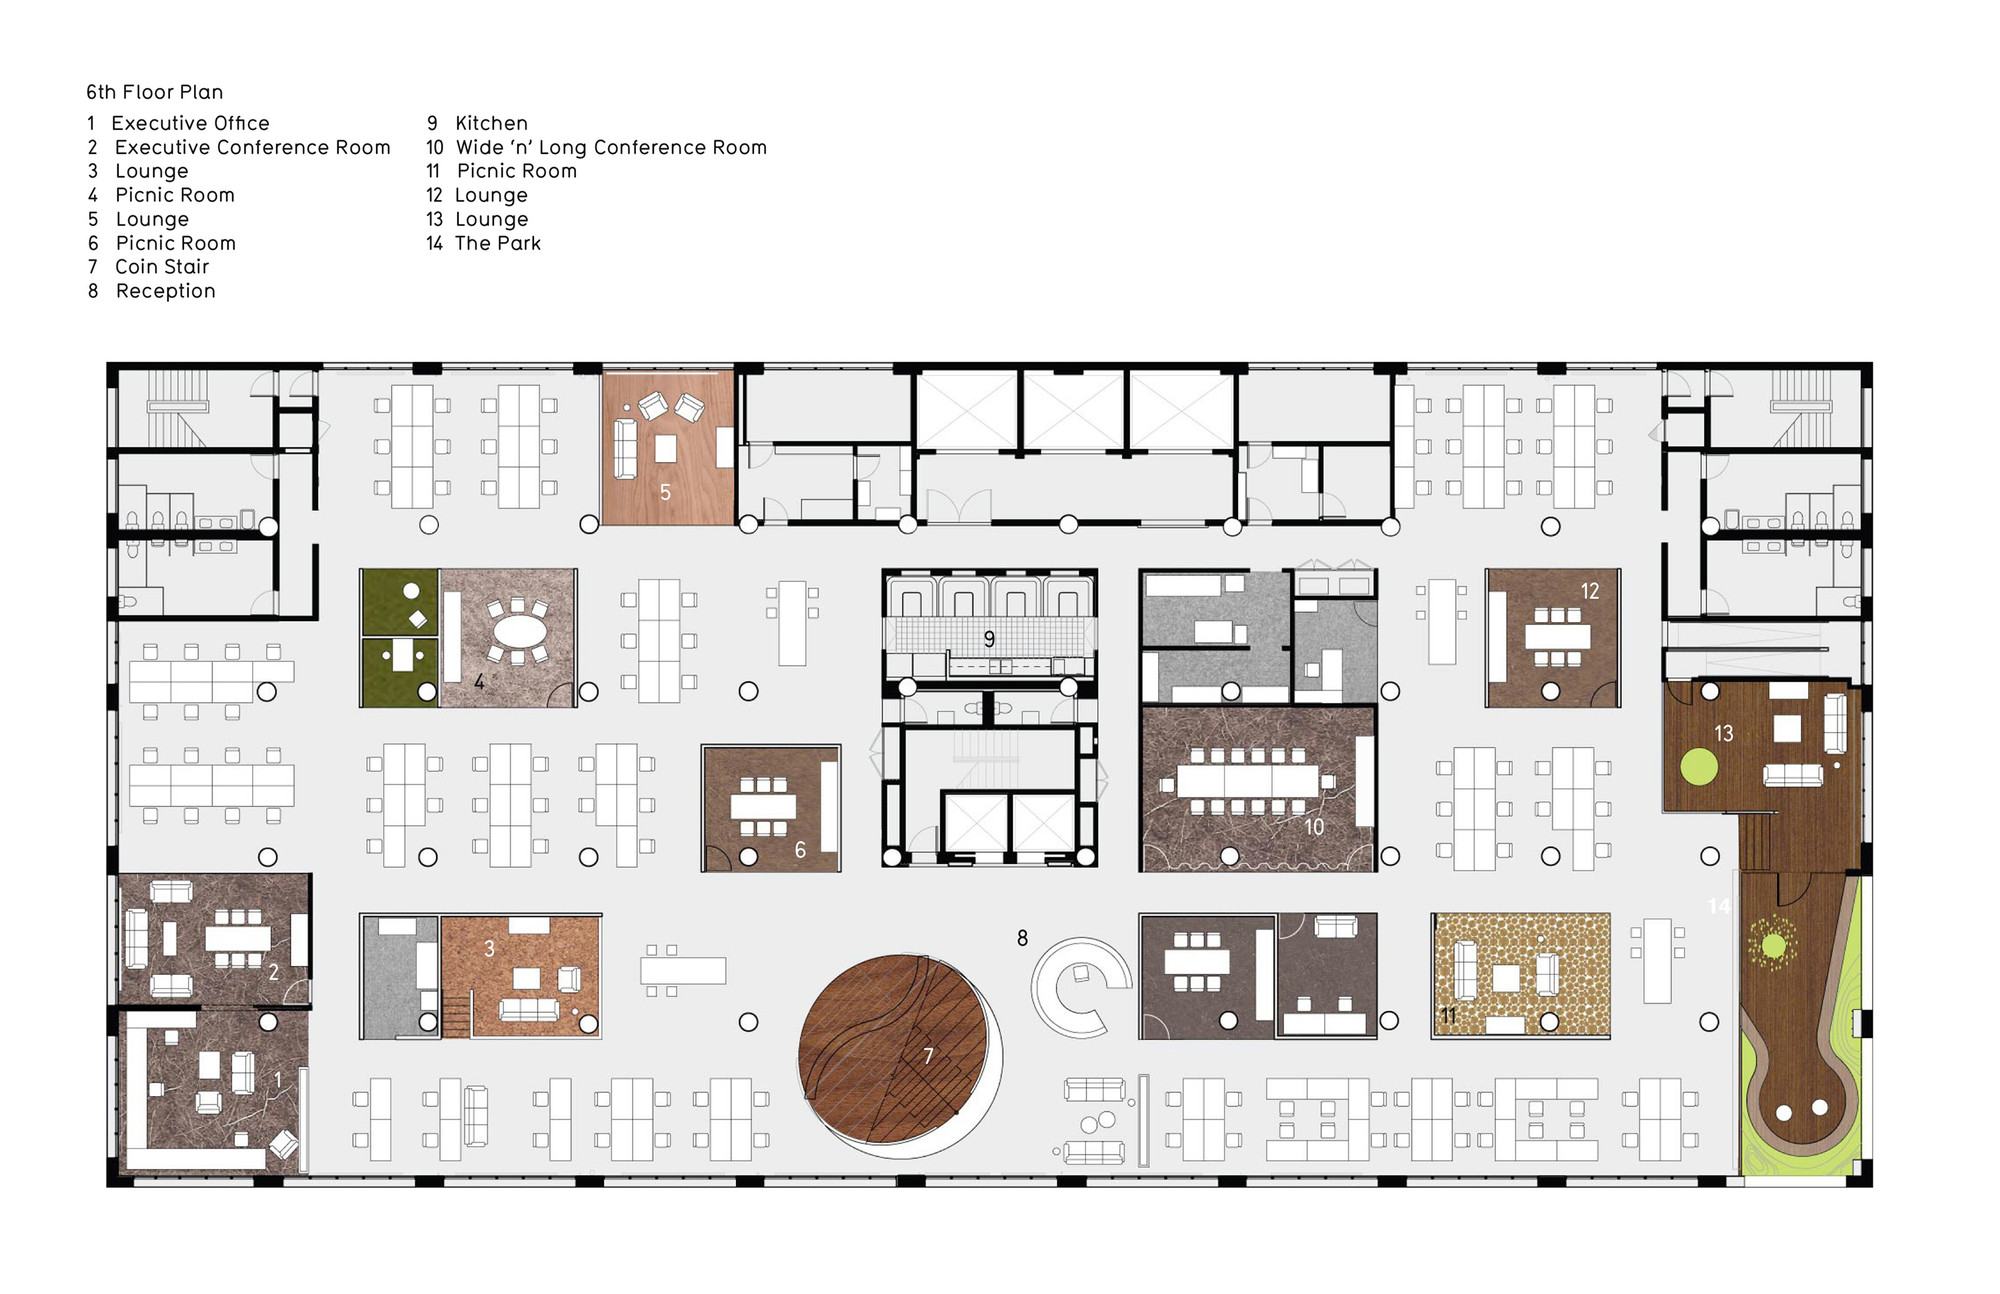 6th Floor Plan
1 Executive Office
2 Executive Conference Room
3 Lounge
4 Picnic Room
5 Lounge
6 Picnic Room
7 Coin Stair
8 Reception
9 Kitchen
10 Wide ‘n’ Long Conference Room
11 Picnic Room
12 Lounge
13 Lounge
14 The Park
5
12
9
4
13
10
6
14
8
3
2
11
7
1